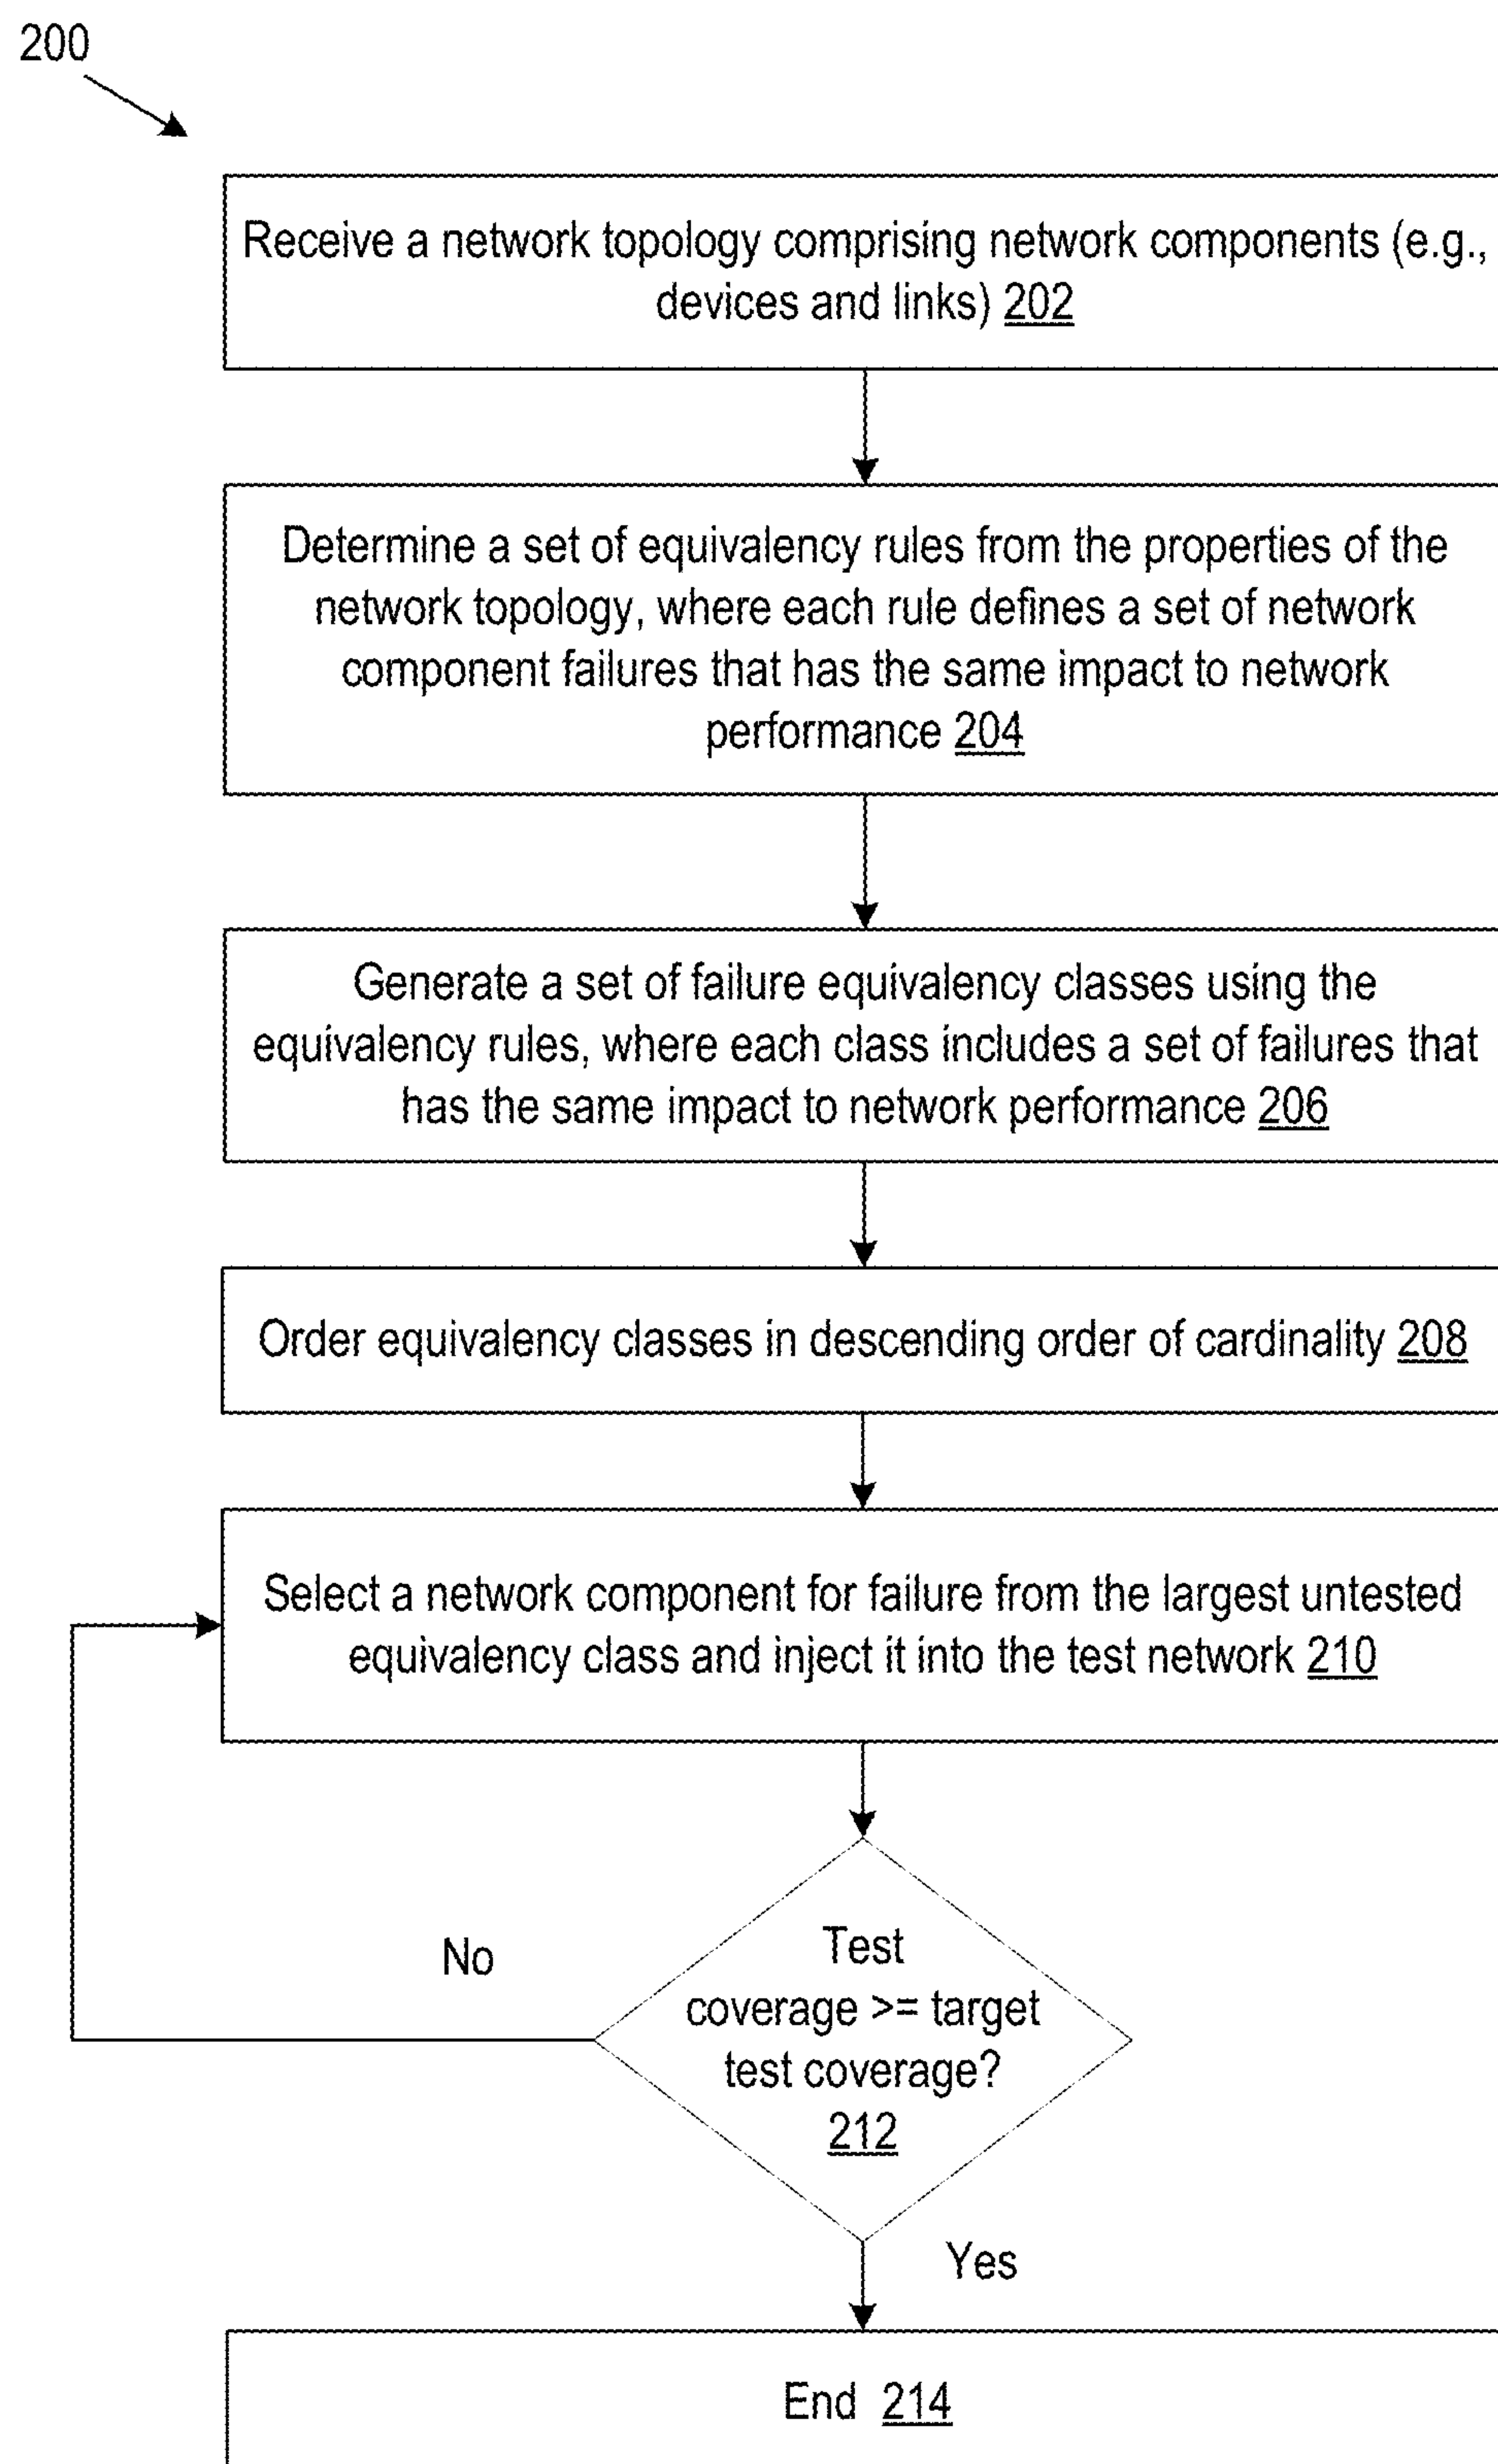 200
Receive a network topology comprising network components (e.g.,
devices and links) 202
Determine a set of equivalency rules from the properties of the
network topology, where each rule defines a set of network
component failures that has the same impact to network
performance 204
Generate a set of failure equivalency classes using the
equivalency rules, where each class includes a set of failures that
has the same impact to network performance 206
Order equivalency classes in descending order of cardinality 208
Select a network component for failure from the largest untested
equivalency class and inject it into the test network 210
Test
coverage >= target
test coverage?
212
No
Yes
End 214